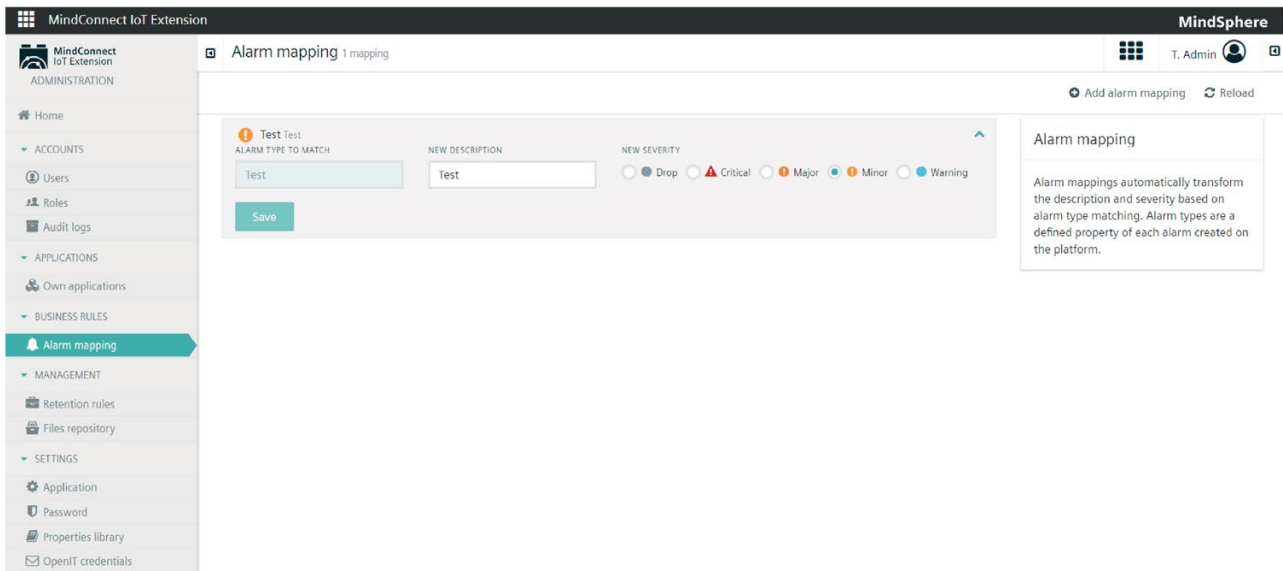 MindConnect IoT Extension
MindSphere
MindConnect
IoT Extension
ADMINISTRATION
Home
ACCOUNTS
Users
Roles
Audit logs
APPLICATIONS
Own applications
BUSINESS RULES
Alarm mapping
MANAGEMENT
Retention rules
Files repository
SETTINGS
Application
Password
Properties library
OpenIT credentials
Alarm mapping 1 mapping
T. Admin
Add alarm mapping Reload
Test Test
ALARM TYPE TO MATCH NEW DESCRIPTION NEW SEVERITY
Test Test Drop Critical Major Minor Warning
Save
Alarm mapping
Alarm mappings automatically transform
the description and severity based on
alarm type matching. Alarm types are a
defined property of each alarm created on
the platform.